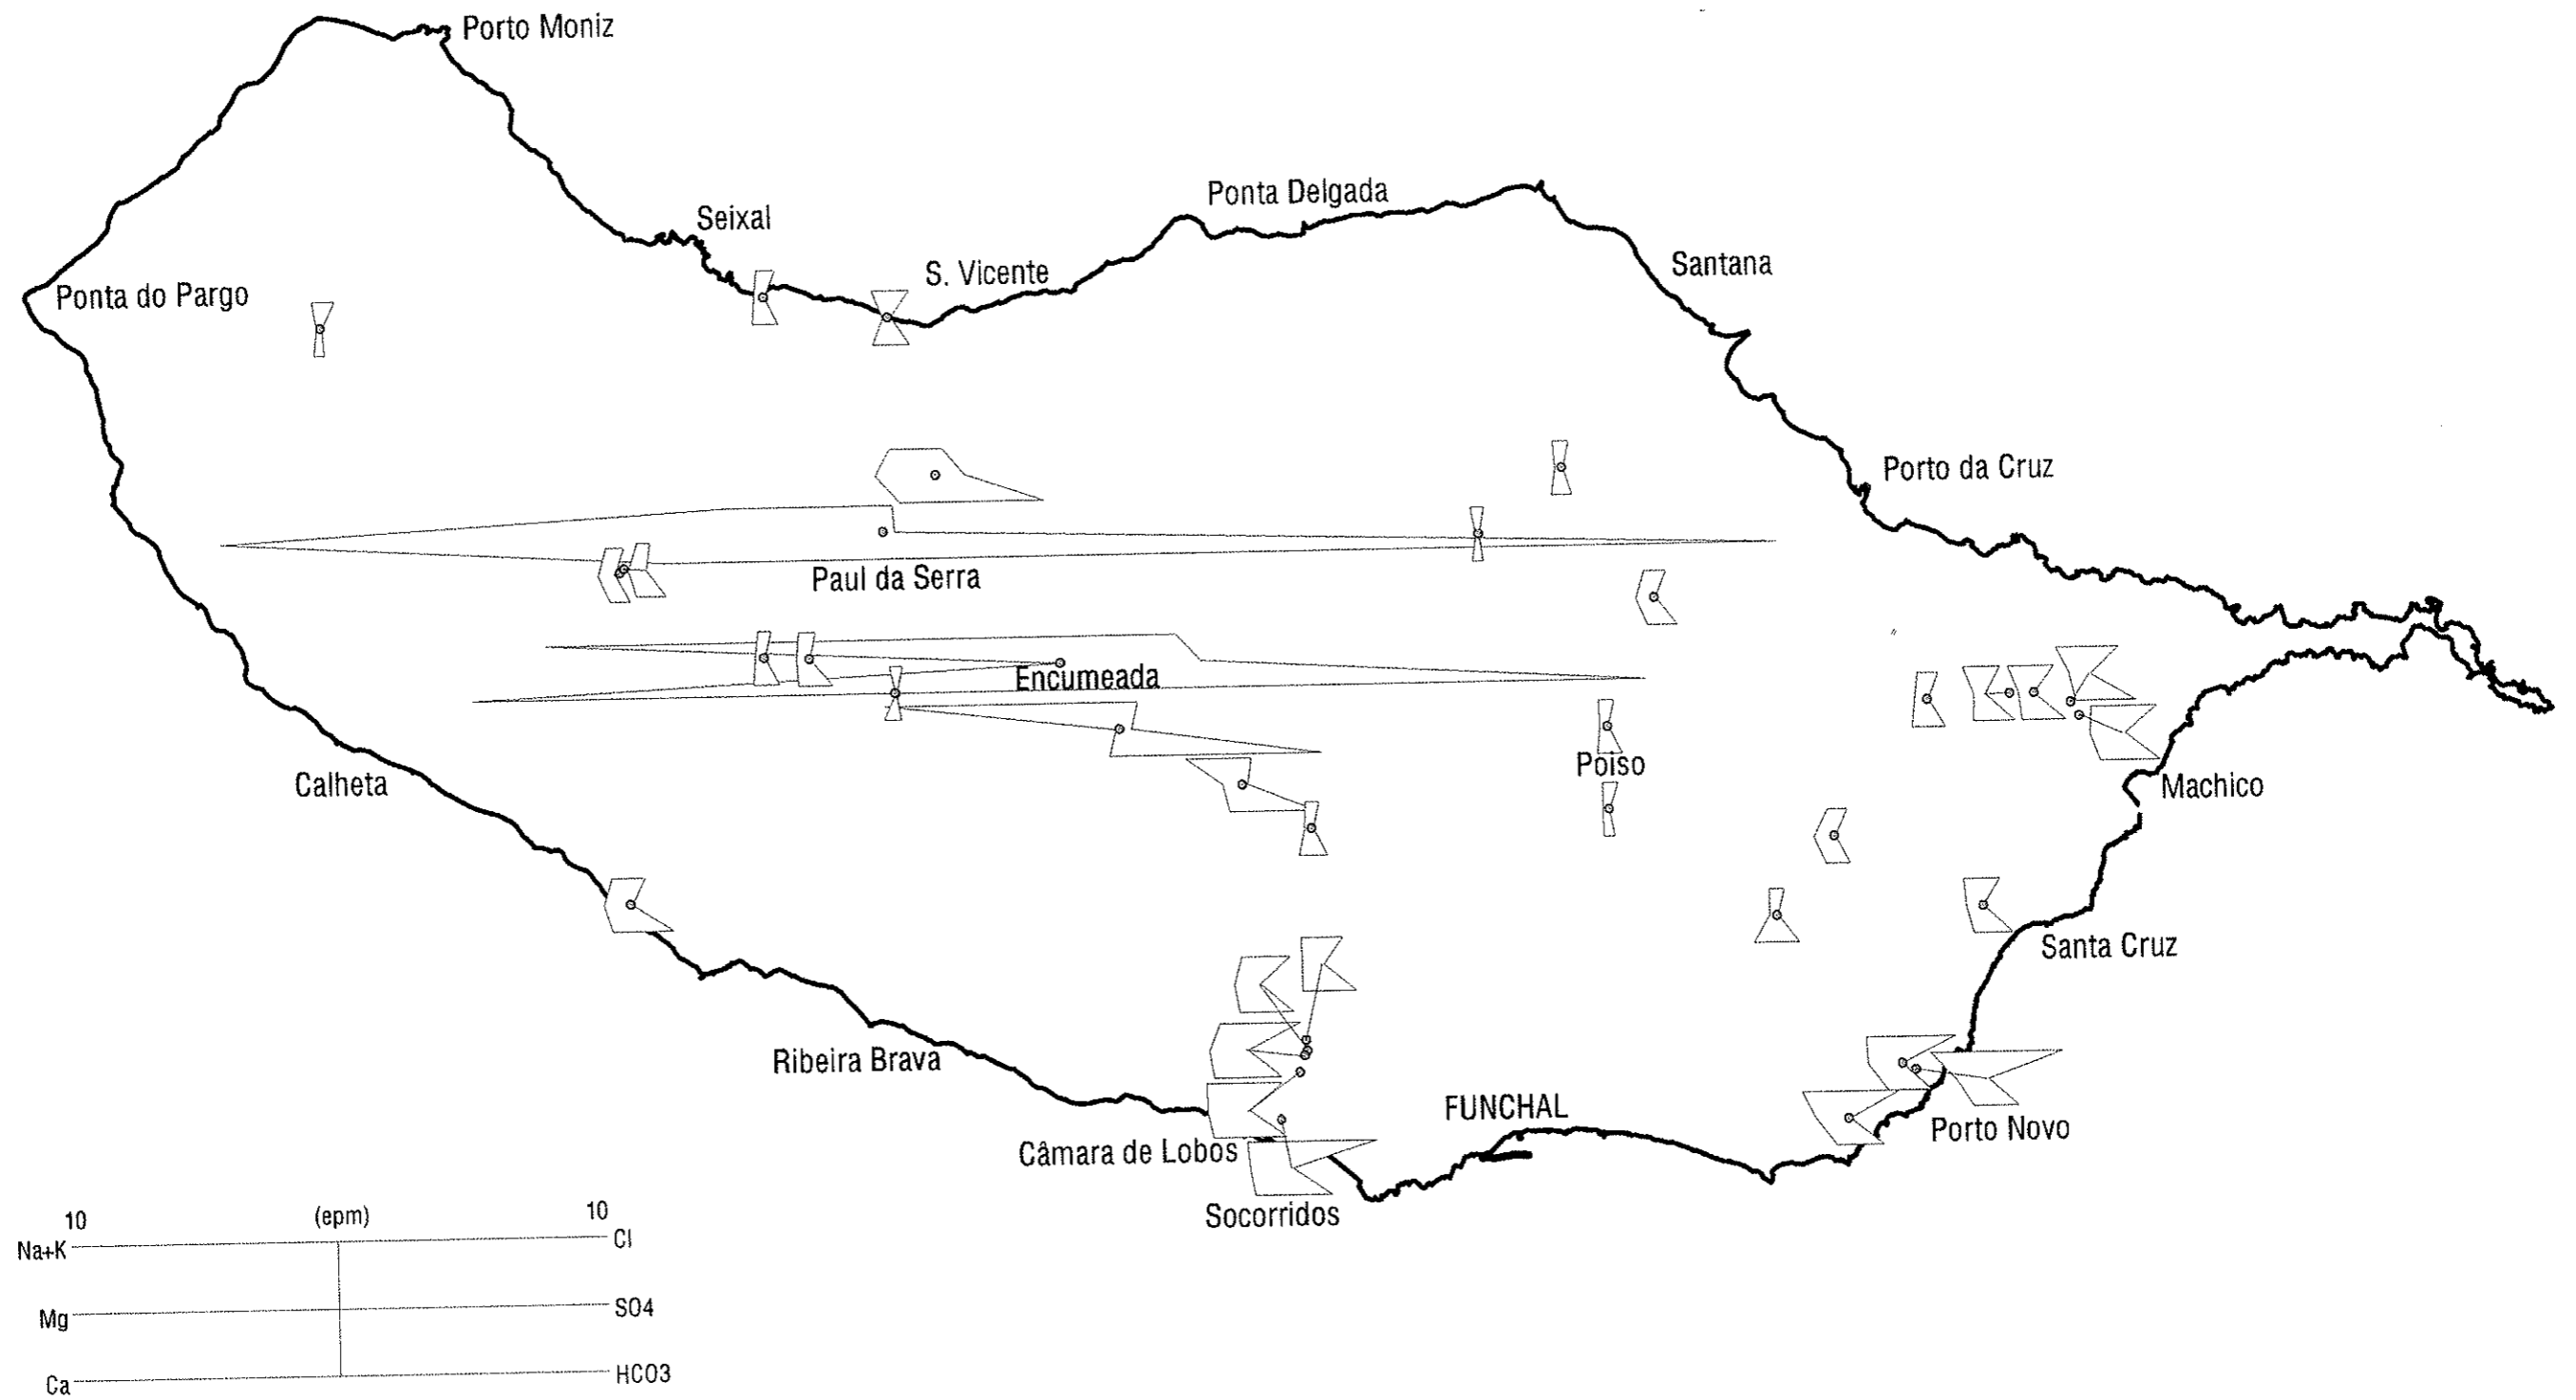 Porto Moniz
Ponta Delgada
Seixal
Santana
S. Vicente
Ponta do Pargo
Porto da Cruz
Paul da Serra
Encumeada
Poiso
Calheta
Machico
Santa Cruz
Ribeira Brava
FUNCHAL
Porto Novo
Câmara de Lobos
Socorridos
10 (epm) 10
Na+K Cl
Mg SO4
Ca HCO3